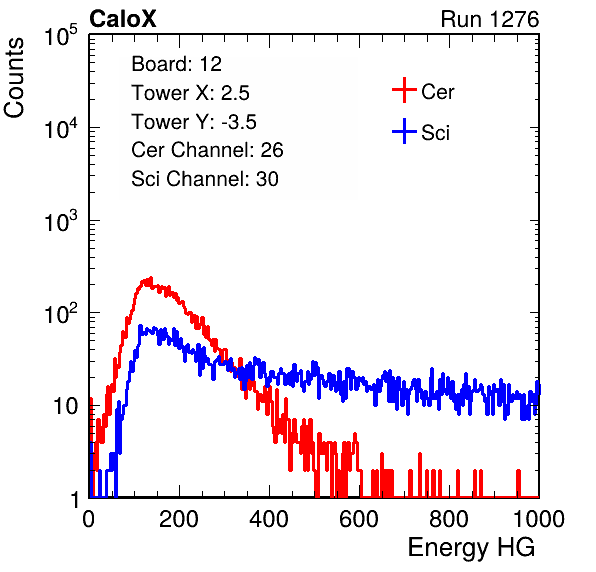 CaloX Run 1276
Counts
Board: 12
Tower X: 2.5
Tower Y: -3.5
Cer Channel: 26
Sci Channel: 30
Cer
Sci
10^5
10^4
10^3
10^2
10
1
0 200 400 600 800 1000
Energy HG